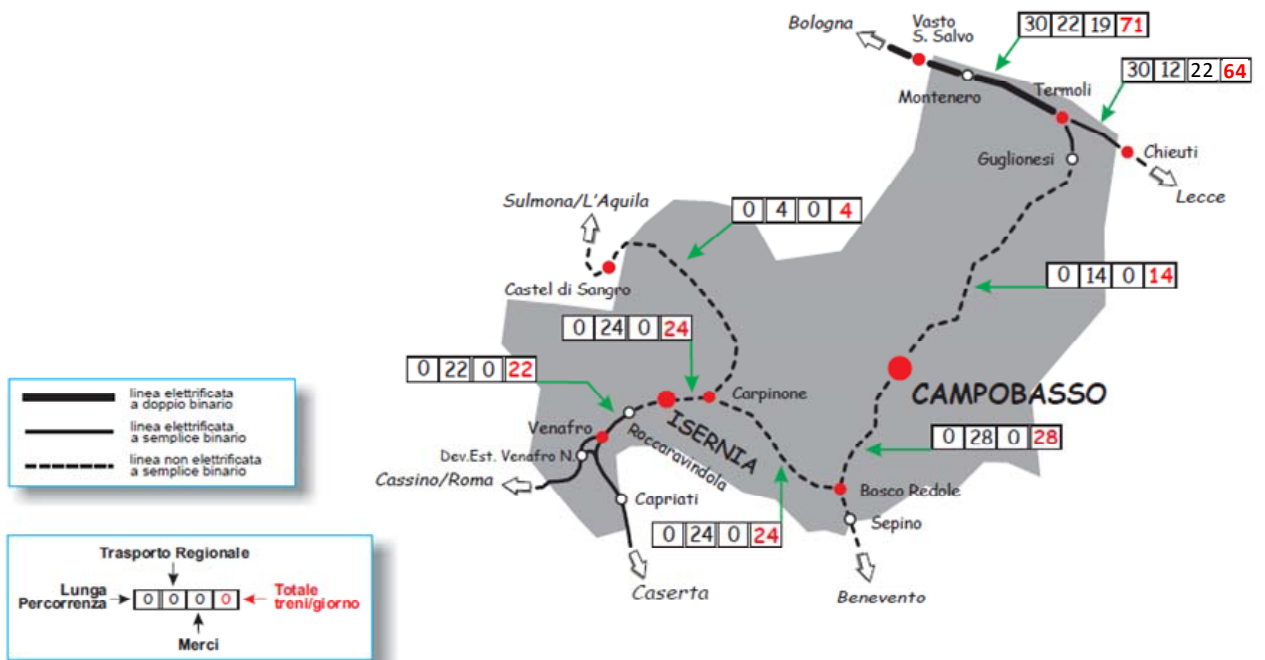 Bologna
Vasto
S. Salvo
30 22 19 71
30 12 22 64
Montenero
Termoli
Guglionesi
Chieuti
Lecce
Sulmona/L'Aquila
0 4 0 4
Castel di Sangro
0 14 0 14
0 24 0 24
0 22 0 22
Carpinone
CAMPOBASSO
ISERNIA
Venafro
Roccaravindola
0 28 0 28
Dev.Est. Venafro N.
Cassino/Roma
Capriati
Bosco Redole
Sepino
0 24 0 24
Caserta
Benevento
linea elettrificata
a doppio binario
linea elettrificata
a semplice binario
linea non elettrificata
a semplice binario
Trasporto Regionale
Lunga
Percorrenza
0 0 0 0
Totale
treni/giorno
Merci